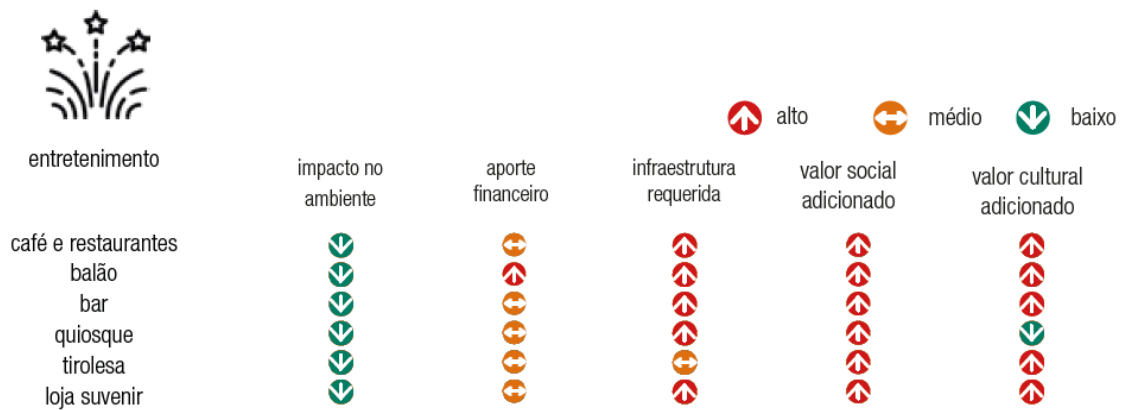 alto médio baixo
entretenimento
impacto no
ambiente
aporte
financeiro
infraestrutura
requerida
valor social
adicionado
valor cultural
adicionado
café e restaurantes
balão
bar
quiosque
tirolesa
loja suvenir